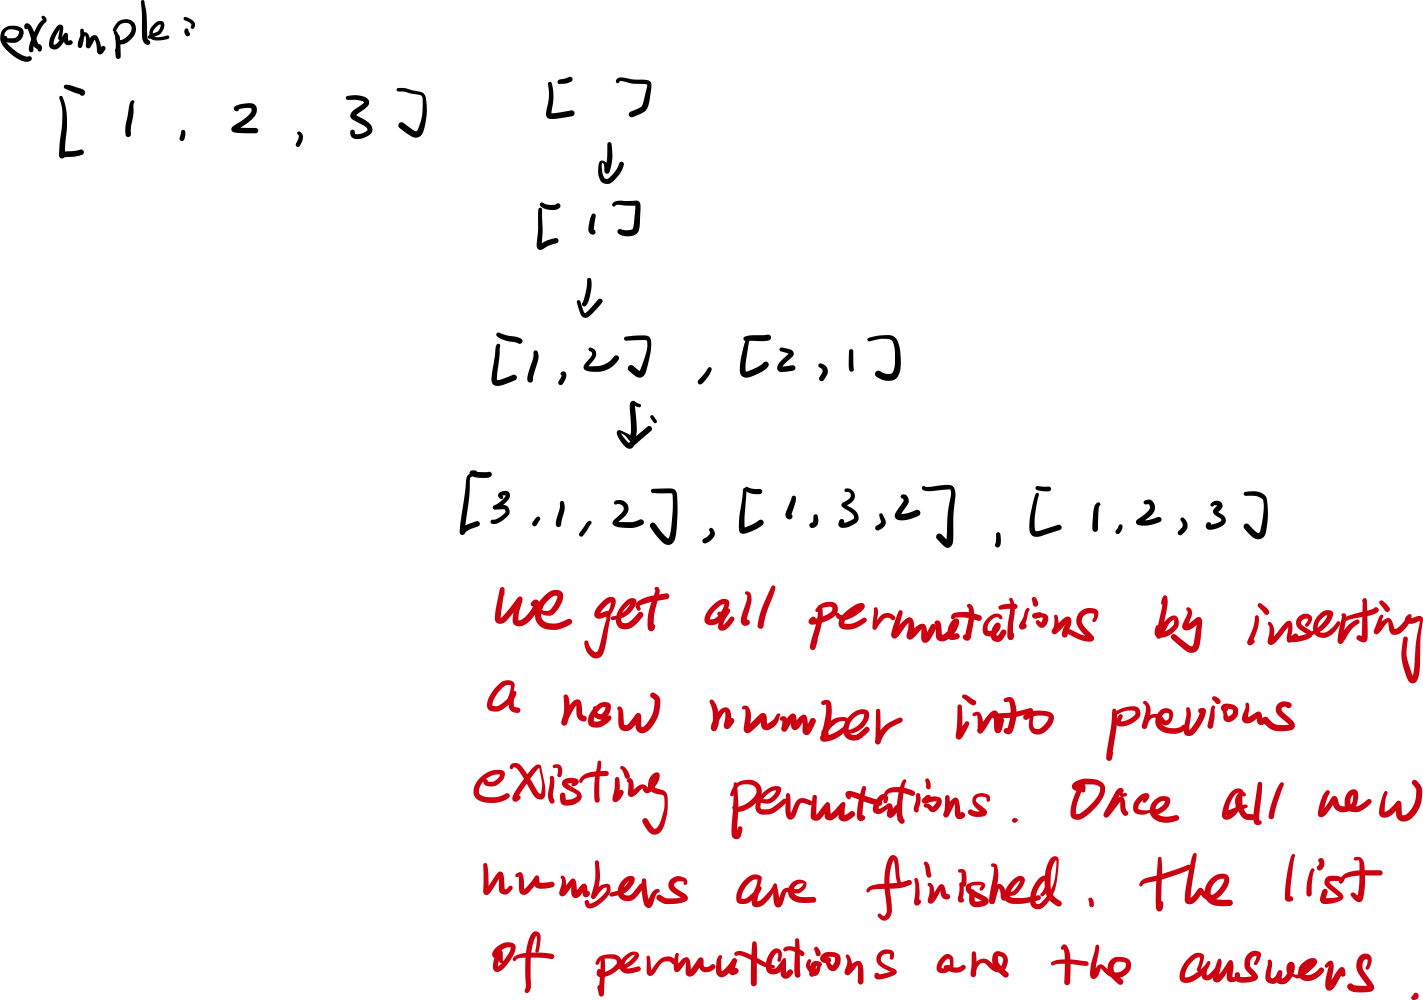 example:
[ 1 , 2 , 3 ]
[ ]
↓
[ 1 ]
↓
[1, 2] , [2, 1]
↓
[3, 1, 2] , [1, 3, 2] , [1, 2, 3]
we get all permutations by inserting
a new number into previous
existing permutations. Once all new
numbers are finished. the list
of permutations are the answers.